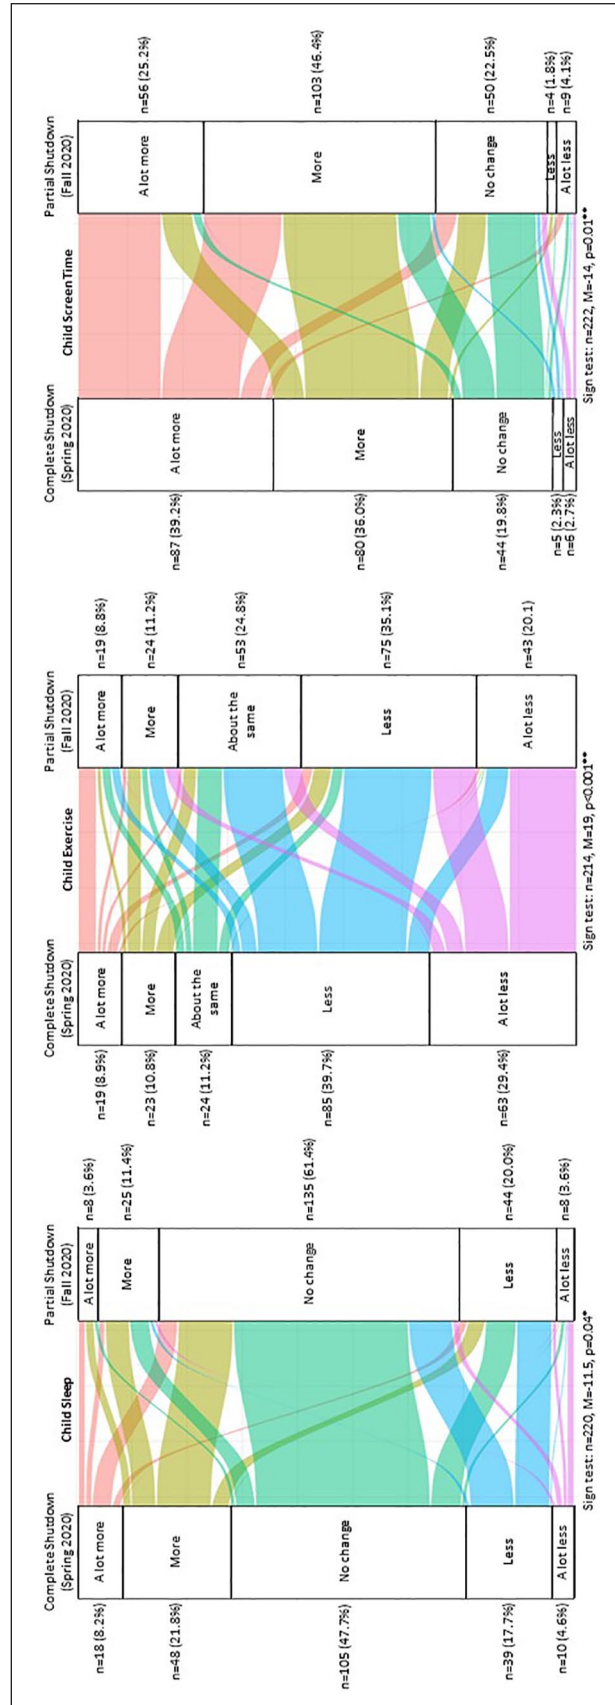 Child Sleep
Complete Shutdown
(Spring 2020)
Partial Shutdown
(Fall 2020)
n=18 (8.2%)
A lot more
n=48 (21.8%)
More
n=105 (47.7%)
No change
n=39 (17.7%)
Less
n=10 (4.6%)
A lot less
A lot more
n=8 (3.6%)
More
n=25 (11.4%)
No change
n=135 (61.4%)
Less
n=44 (20.0%)
A lot less
n=8 (3.6%)
Sign test: n=220, M=-11.5, p=0.04*
Child Exercise
Complete Shutdown
(Spring 2020)
Partial Shutdown
(Fall 2020)
n=19 (8.9%)
A lot more
n=23 (10.8%)
More
n=24 (11.2%)
About the
same
n=85 (39.7%)
Less
n=63 (29.4%)
A lot less
A lot more
n=19 (8.8%)
More
n=24 (11.2%)
About the
same
n=53 (24.8%)
Less
n=75 (35.1%)
A lot less
n=43 (20.1)
Sign test: n=214, M=19, p<0.001**
Child Screen Time
Complete Shutdown
(Spring 2020)
Partial Shutdown
(Fall 2020)
n=87 (39.2%)
A lot more
n=80 (36.0%)
More
n=44 (19.8%)
No change
n=5 (2.3%)
Less
n=6 (2.7%)
A lot less
A lot more
n=56 (25.2%)
More
n=103 (46.4%)
No change
n=50 (22.5%)
Less
n=4 (1.8%)
A lot less
n=9 (4.1%)
Sign test: n=222, M=-14, p=0.01**